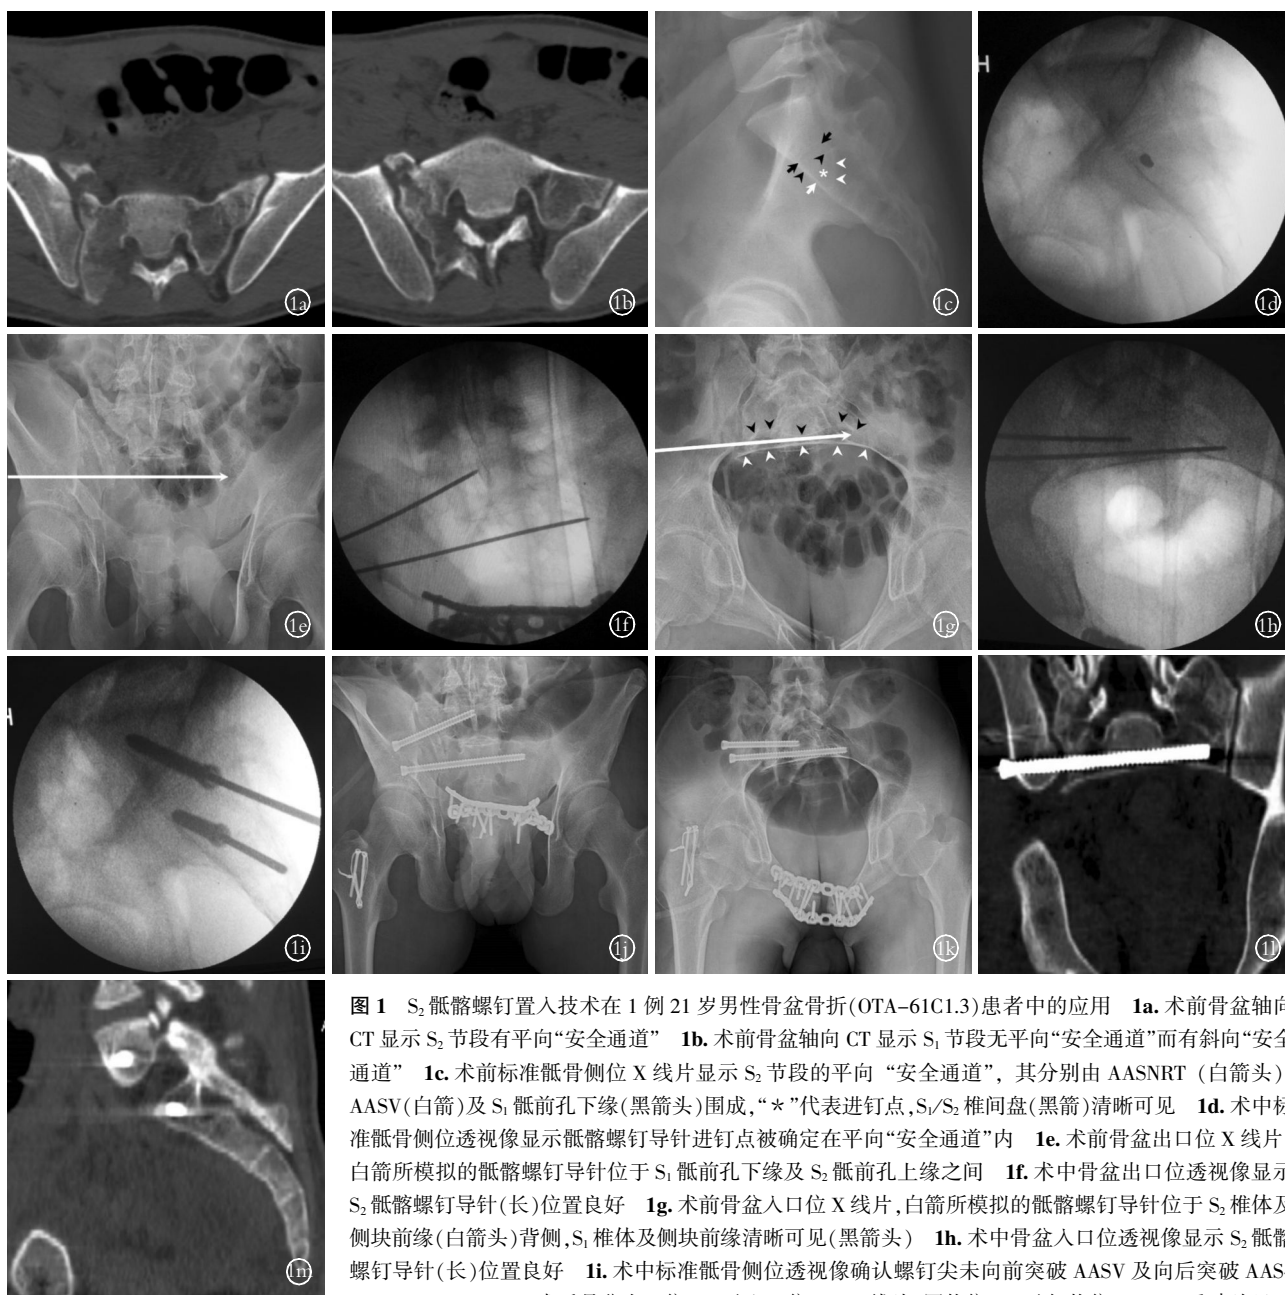 1a
1b
1c
H
1d
1e
1f
1g
1h
H
1i
1j
1k
1l
1m
图 1 S₂ 骶髂螺钉置入技术在 1 例 21 岁男性骨盆骨折(OTA-61C1.3)患者中的应用 1a. 术前骨盆轴向
CT 显示 S₂ 节段有平向“安全通道” 1b. 术前骨盆轴向 CT 显示 S₁ 节段无平向“安全通道”而有斜向“安全
通道” 1c. 术前标准骶骨侧位 X 线片显示 S₂ 节段的平向 “安全通道”, 其分别由 AASNRT (白箭头)
AASV(白箭)及 S₁ 骶前孔下缘(黑箭头)围成,“*”代表进钉点,S₁/S₂ 椎间盘(黑箭)清晰可见 1d. 术中标
准骶骨侧位透视像显示骶髂螺钉导针进钉点被确定在平向“安全通道”内 1e. 术前骨盆出口位 X 线片
白箭所模拟的骶髂螺钉导针位于 S₁ 骶前孔下缘及 S₂ 骶前孔上缘之间 1f. 术中骨盆出口位透视像显示
S₂ 骶髂螺钉导针(长)位置良好 1g. 术前骨盆入口位 X 线片,白箭所模拟的骶髂螺钉导针位于 S₂ 椎体及
侧块前缘(白箭头)背侧,S₁ 椎体及侧块前缘清晰可见(黑箭头) 1h. 术中骨盆入口位透视像显示 S₂ 骶髂
螺钉导针(长)位置良好 1i. 术中标准骶骨侧位透视像确认螺钉尖未向前突破 AASV 及向后突破 AAS